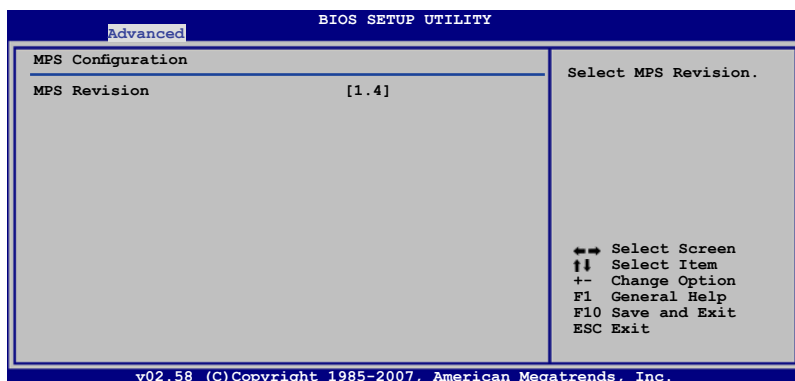 BIOS SETUP UTILITY
Advanced
MPS Configuration
MPS Revision [1.4]
Select MPS Revision.
Select Screen
Select Item
+- Change Option
F1 General Help
F10 Save and Exit
ESC Exit
v02.58 (C)Copyright 1985-2007, American Megatrends, Inc.